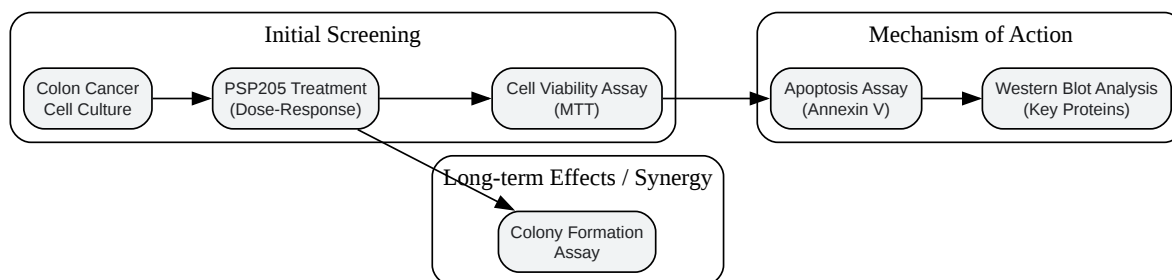 Initial Screening
Colon Cancer
Cell Culture
PSP205 Treatment
(Dose-Response)
Cell Viability Assay
(MTT)
Mechanism of Action
Apoptosis Assay
(Annexin V)
Western Blot Analysis
(Key Proteins)
Long-term Effects / Synergy
Colony Formation
Assay